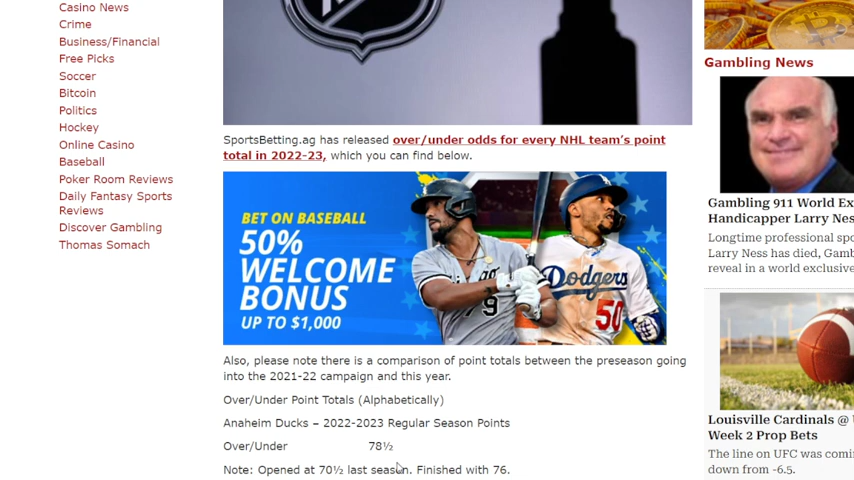 Casino News
Crime
Business/Financial
Free Picks
Soccer
Bitcoin
Politics
Hockey
Online Casino
Baseball
Poker Room Reviews
Daily Fantasy Sports
Reviews
Discover Gambling
Thomas Somach
SportsBetting.ag has released over/under odds for every NHL team's point
total in 2022-23, which you can find below.
BET ON BASEBALL
50%
WELCOME
BONUS
UP TO $1,000
Dodgers
50
Also, please note there is a comparison of point totals between the preseason going
into the 2021-22 campaign and this year.
Over/Under Point Totals (Alphabetically)
Anaheim Ducks – 2022-2023 Regular Season Points
Over/Under 78½
Note: Opened at 70½ last season. Finished with 76.
Gambling News
Gambling 911 World Ex
Handicapper Larry Nes
Longtime professional spo
Larry Ness has died, Gamb
reveal in a world exclusive
Louisville Cardinals @
Week 2 Prop Bets
The line on UFC was comi
down from -6.5.